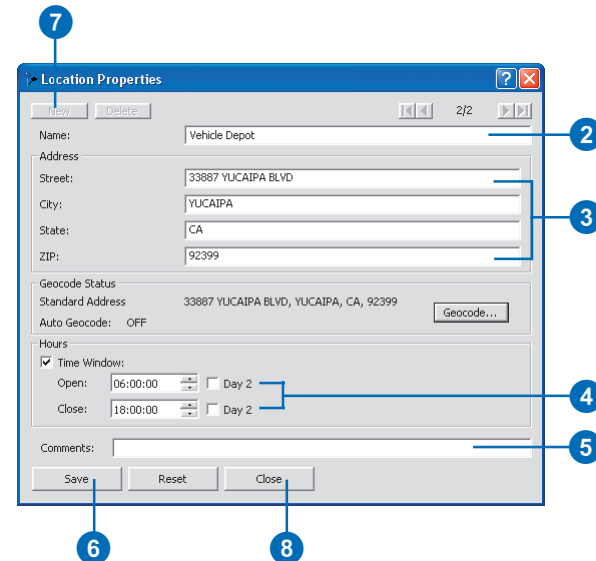 7
Location Properties
New Delete 2/2
Name: Vehicle Depot 2
Address
Street: 33887 YUCAIPA BLVD
City: YUCAIPA 3
State: CA
ZIP: 92399
Geocode Status
Standard Address 33887 YUCAIPA BLVD, YUCAIPA, CA, 92399
Geocode...
Auto Geocode: OFF
Hours
Time Window:
Open: 06:00:00 Day 2
4
Close: 18:00:00 Day 2
Comments: 5
Save Reset Close
6 8